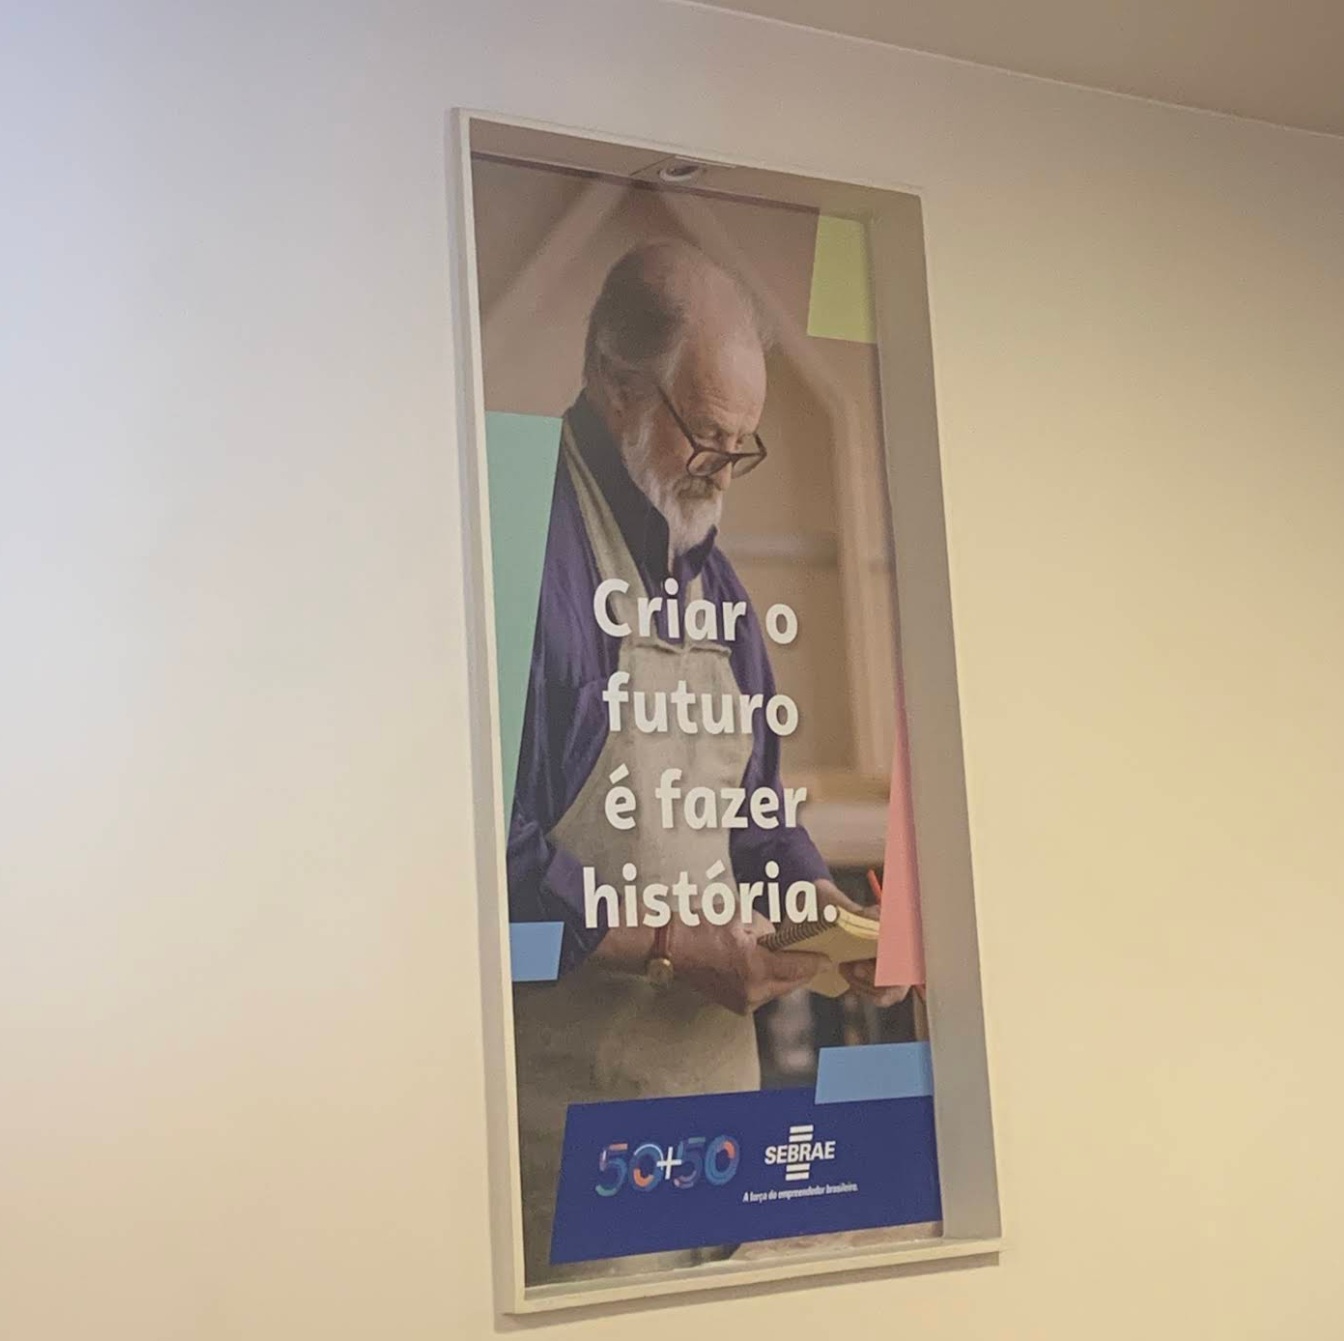 Criar o
futuro
é fazer
história.
50+50
SEBRAE
A força do empreendedor brasileiro.